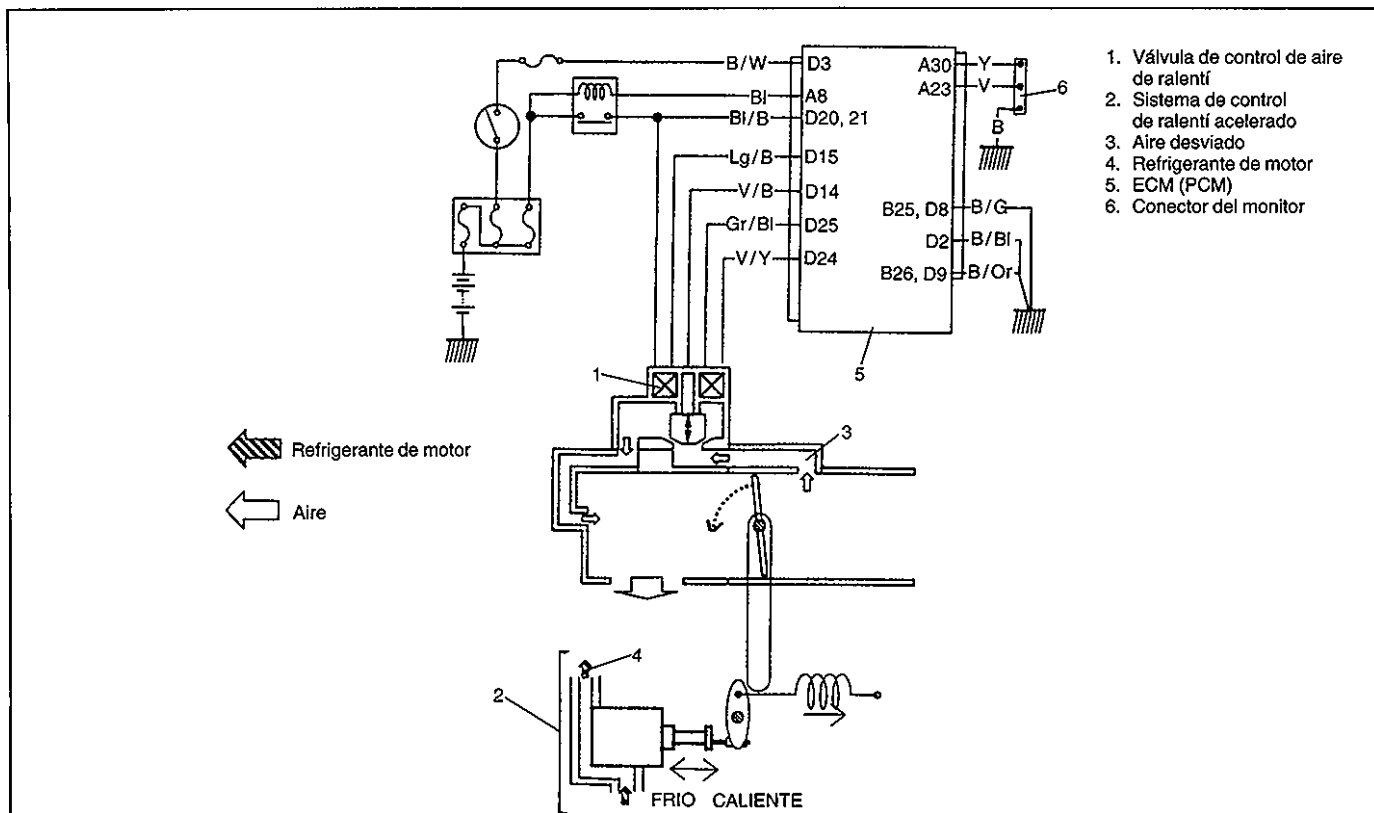 B/W D3
Bl A8
Bl/B D20, 21
Lg/B D15
V/B D14
Gr/Bl D25
V/Y D24
A30 Y
A23 V
6
B
B25, D8 B/G
D2 B/Bl
B26, D9 B/Or
5
1. Válvula de control de aire
de ralentí
2. Sistema de control
de ralentí acelerado
3. Aire desviado
4. Refrigerante de motor
5. ECM (PCM)
6. Conector del monitor
1
3
Refrigerante de motor
Aire
4
2
FRIO CALIENTE